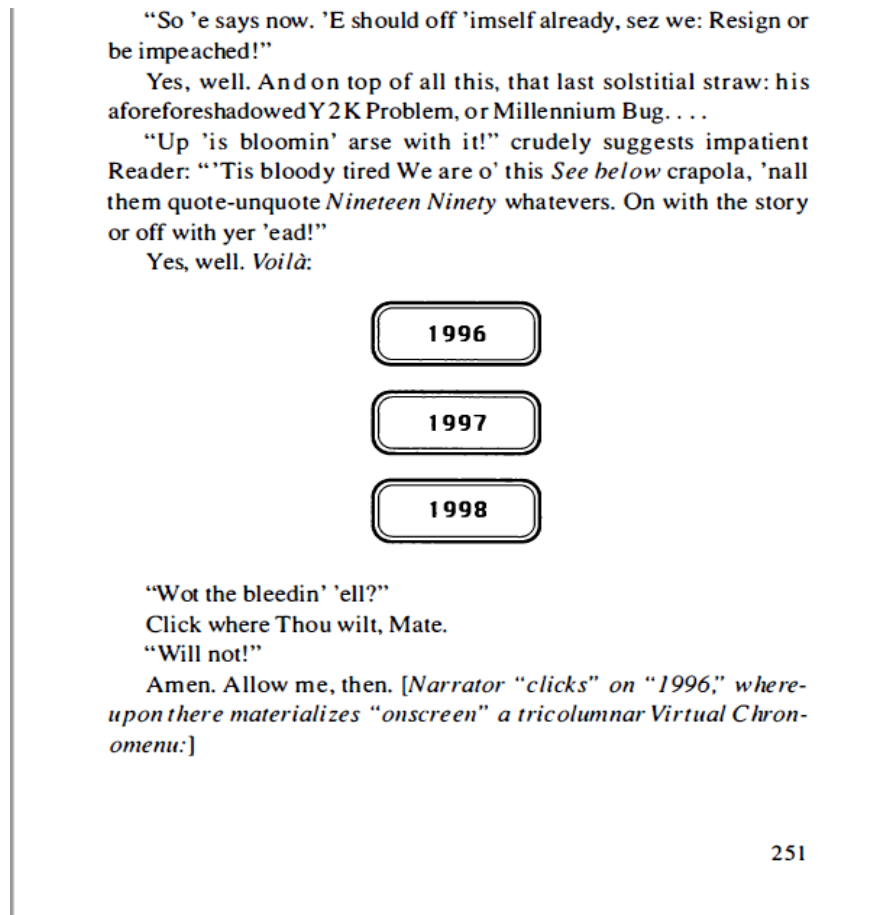 “So ’e says now. ’E should off ’imself already, sez we: Resign or
be impeached!”
Yes, well. And on top of all this, that last solstitial straw: his
aforeforeshadowed Y2K Problem, or Millennium Bug. . . .
“Up ’is bloomin’ arse with it!” crudely suggests impatient
Reader: “’Tis bloody tired We are o’ this See below crapola, ’nall
them quote-unquote Nineteen Ninety whatevers. On with the story
or off with yer ’ead!”
Yes, well. Voilà:
1996
1997
1998
“Wot the bleedin’ ’ell?”
Click where Thou wilt, Mate.
“Will not!”
Amen. Allow me, then. [Narrator “clicks” on “1996,” where-
upon there materializes “onscreen” a tricolumnar Virtual Chron-
omenu:]
251